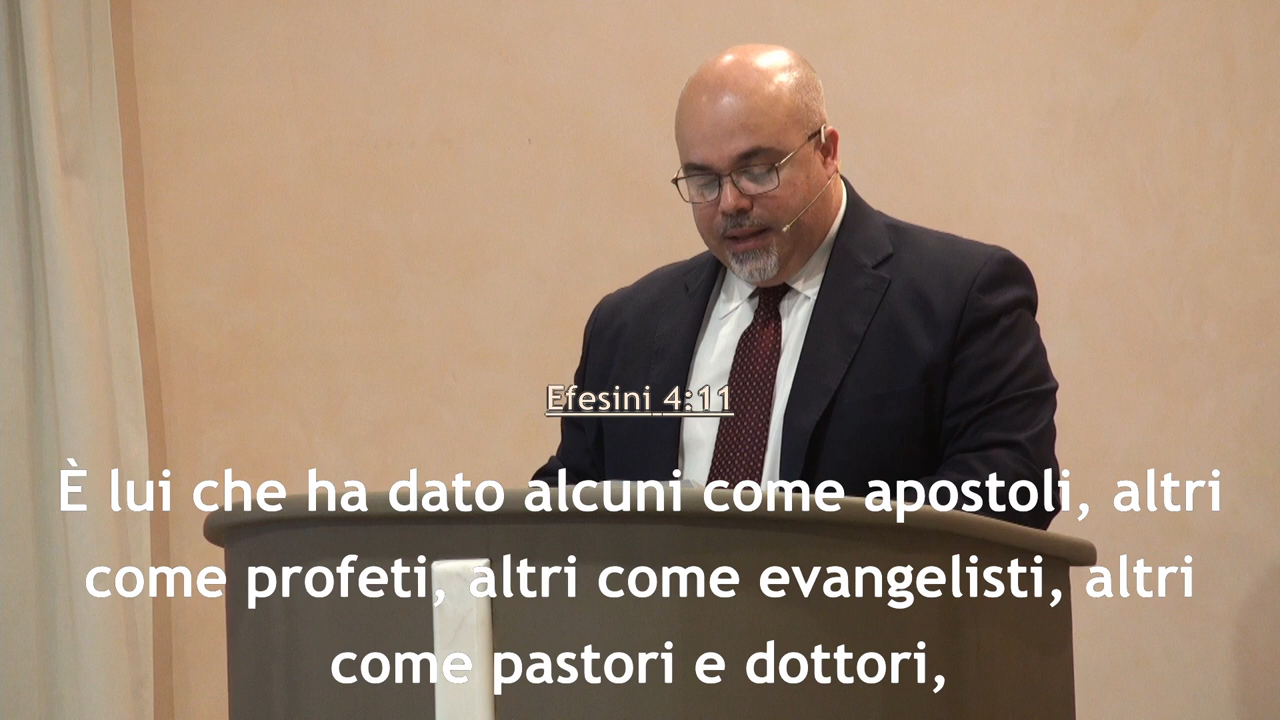 Efesini 4:11
È lui che ha dato alcuni come apostoli, altri
come profeti, altri come evangelisti, altri
come pastori e dottori,